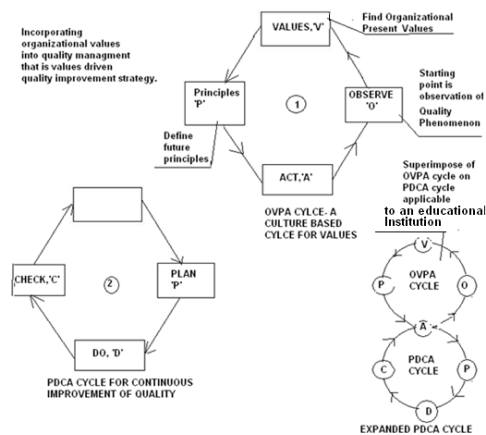 Incorporating
organizational values
into quality managment
that is values driven
quality improvement strategy.
VALUES,'V'
Find Organizational
Present Values
Principles
'P'
1
OBSERVE
'O'
Starting
point is
observation of
Quality
Phenomenon
Define
future
principles
ACT,'A'
OVPA CYLCE- A
CULTURE BASED
CYLCE FOR VALUES
Superimpose of
OVPA cycle on
PDCA cycle
applicable
to an educational
Institution
CHECK,'C'
2
PLAN
'P'
DO, 'D'
PDCA CYCLE FOR CONTINUOUS
IMPROVEMENT OF QUALITY
V
P
OVPA
CYCLE
O
A
C
PDCA
CYCLE
P
D
EXPANDED PDCA CYCLE